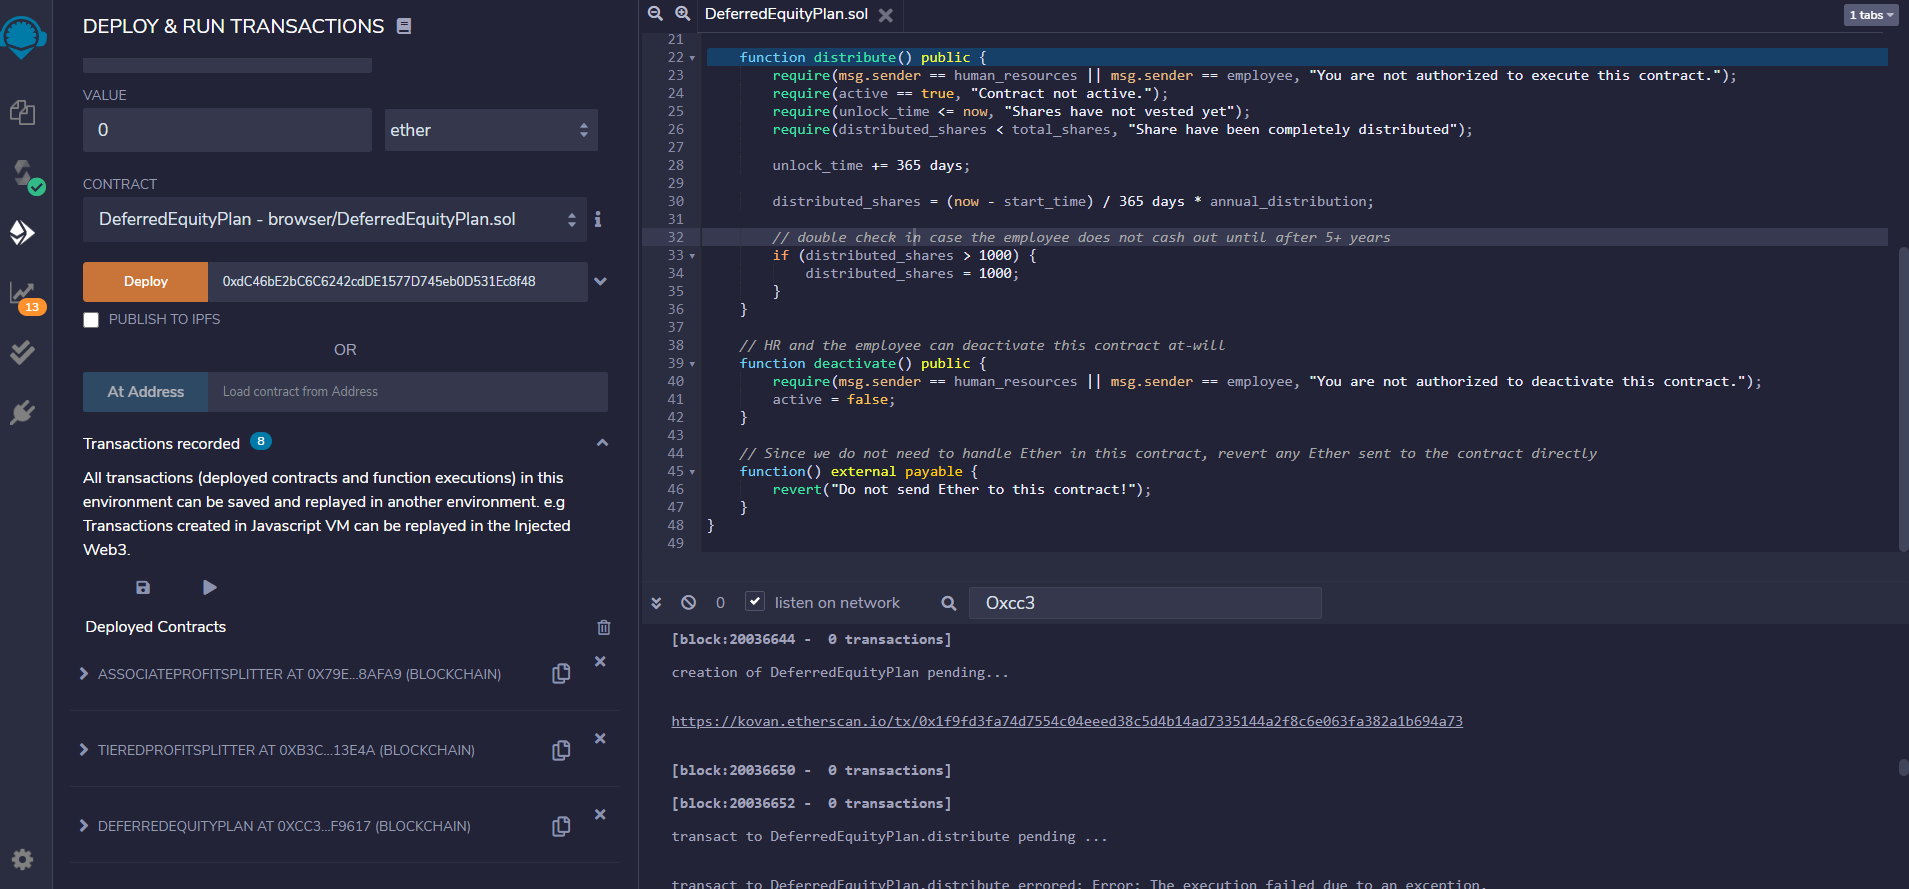 DEPLOY & RUN TRANSACTIONS
VALUE
0
ether
CONTRACT
DeferredEquityPlan - browser/DeferredEquityPlan.sol
i
Deploy
0xdC46bE2bC6C6242cdDE1577D745eb0D531Ec8f48
13
PUBLISH TO IPFS
OR
At Address
Load contract from Address
Transactions recorded 8
All transactions (deployed contracts and function executions) in this
environment can be saved and replayed in another environment. e.g
Transactions created in Javascript VM can be replayed in the Injected
Web3.
Deployed Contracts
ASSOCIATEPROFITSPLITTER AT 0X79E...8AFA9 (BLOCKCHAIN)
TIEREDPROFITSPLITTER AT 0XB3C...13E4A (BLOCKCHAIN)
DEFERREDEQUITYPLAN AT 0XCC3...F9617 (BLOCKCHAIN)
DeferredEquityPlan.sol
1 tabs
21
22 function distribute() public {
23 require(msg.sender == human_resources || msg.sender == employee, "You are not authorized to execute this contract.");
24 require(active == true, "Contract not active.");
25 require(unlock_time <= now, "Shares have not vested yet");
26 require(distributed_shares < total_shares, "Share have been completely distributed");
27
28 unlock_time += 365 days;
29
30 distributed_shares = (now - start_time) / 365 days * annual_distribution;
31
32 // double check in case the employee does not cash out until after 5+ years
33 if (distributed_shares > 1000) {
34 distributed_shares = 1000;
35 }
36 }
37
38 // HR and the employee can deactivate this contract at-will
39 function deactivate() public {
40 require(msg.sender == human_resources || msg.sender == employee, "You are not authorized to deactivate this contract.");
41 active = false;
42 }
43
44 // Since we do not need to handle Ether in this contract, revert any Ether sent to the contract directly
45 function() external payable {
46 revert("Do not send Ether to this contract!");
47 }
48 }
49
0
listen on network
0xcc3
[block:20036644 - 0 transactions]
creation of DeferredEquityPlan pending...
https://kovan.etherscan.io/tx/0x1f9fd3fa74d7554c04eeed38c5d4b14ad7335144a2f8c6e063fa382a1b694a73
[block:20036650 - 0 transactions]
[block:20036652 - 0 transactions]
transact to DeferredEquityPlan.distribute pending ...
transact to DeferredEquityPlan.distribute errored: Error: The execution failed due to an exception.